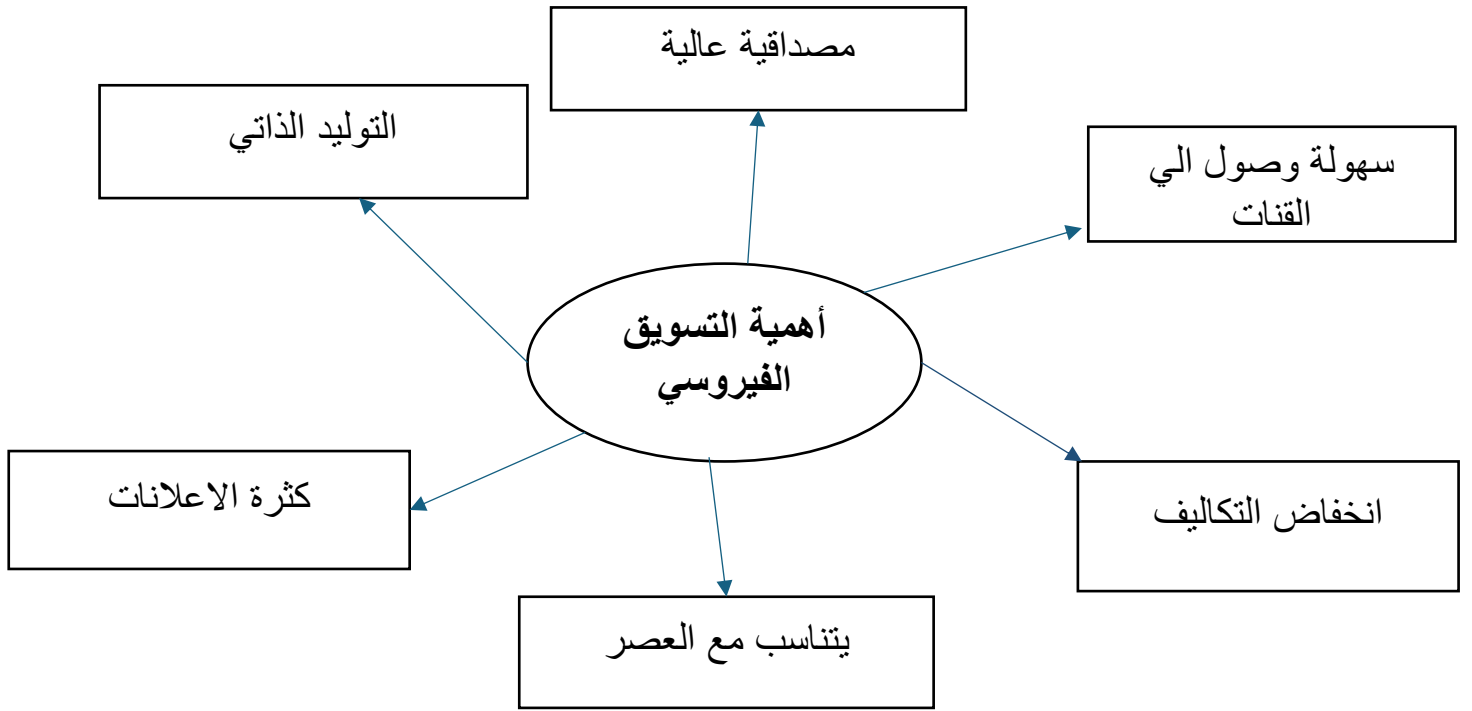 مصداقية عالية
التوليد الذاتي
سهولة وصول الي
القنات
أهمية التسويق
الفيروسي
كثرة الاعلانات
انخفاض التكاليف
يتناسب مع العصر